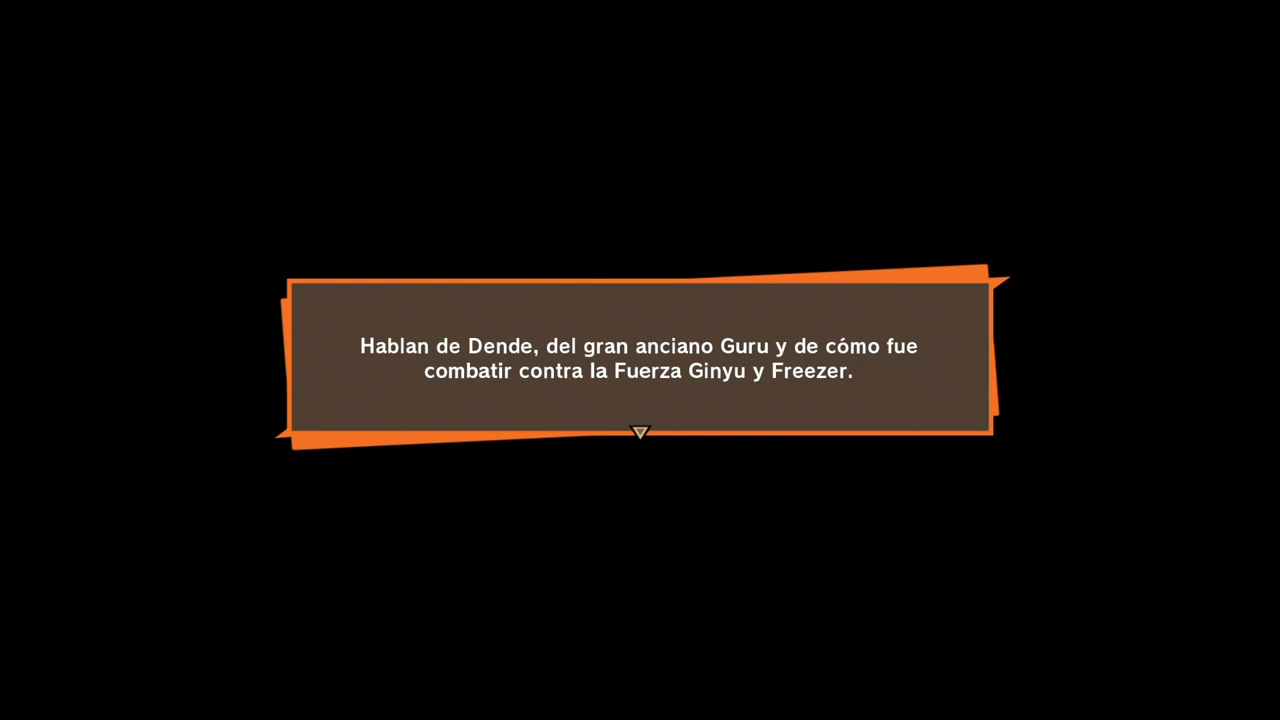 Hablan de Dende, del gran anciano Guru y de cómo fue
combatir contra la Fuerza Ginyu y Freezer.